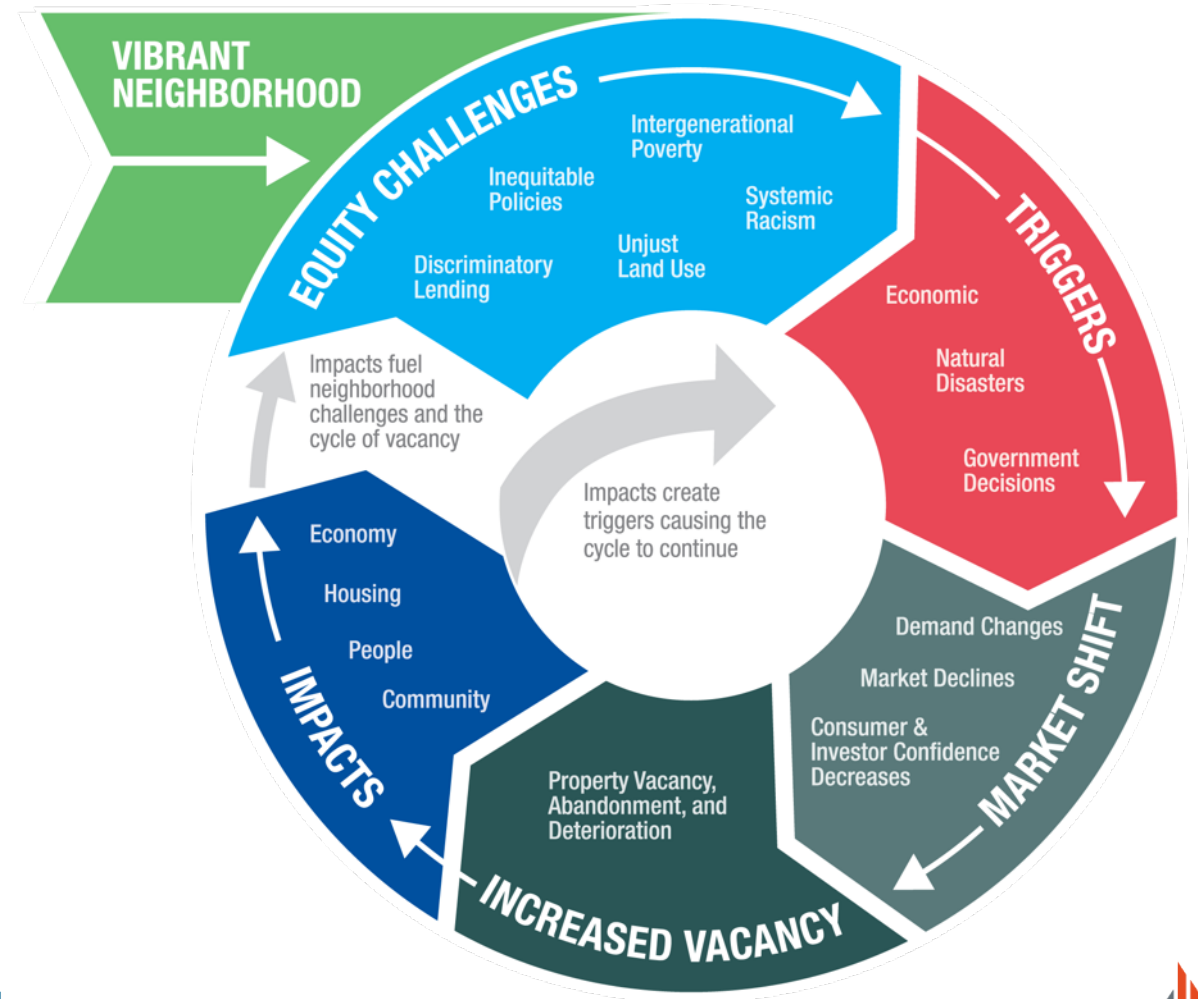 VIBRANT
NEIGHBORHOOD
EQUITY CHALLENGES
Intergenerational
Poverty
Inequitable
Policies
Systemic
Racism
Unjust
Land Use
Discriminatory
Lending
TRIGGERS
Economic
Natural
Disasters
Government
Decisions
MARKET SHIFT
Demand Changes
Market Declines
Consumer &
Investor Confidence
Decreases
INCREASED VACANCY
Property Vacancy,
Abandonment, and
Deterioration
IMPACTS
Economy
Housing
People
Community
Impacts fuel
neighborhood
challenges and the
cycle of vacancy
Impacts create
triggers causing the
cycle to continue